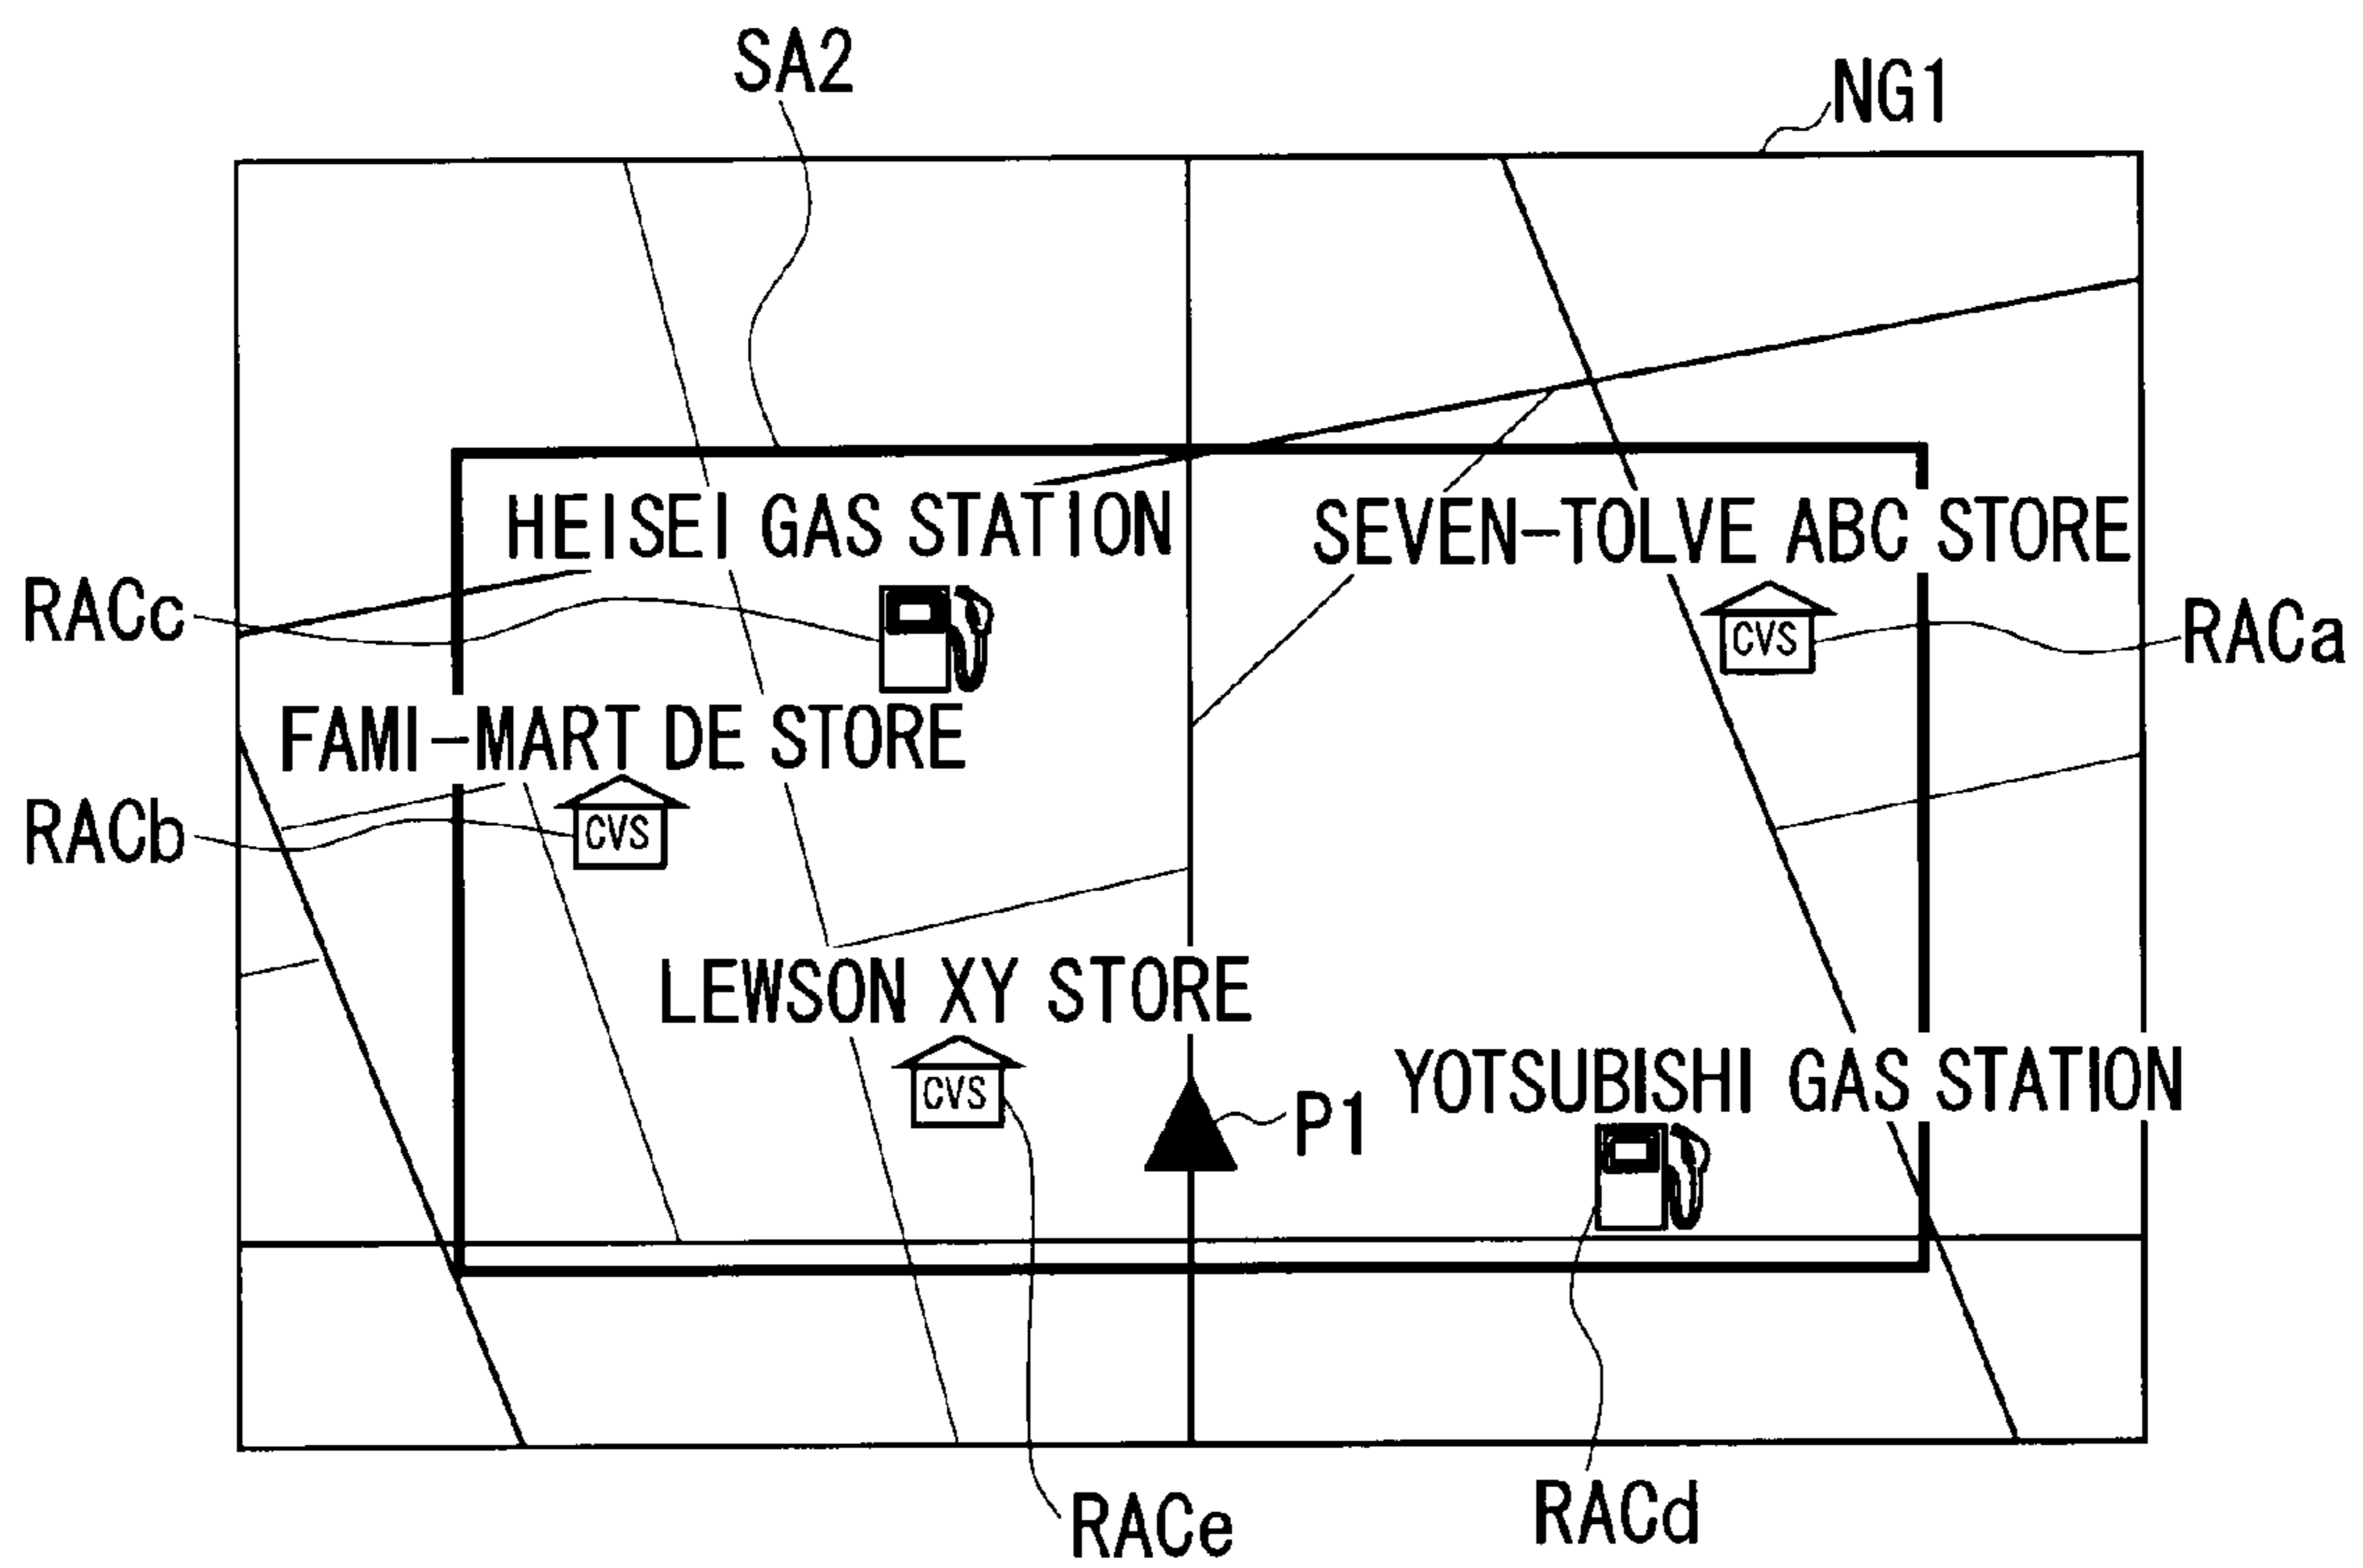 SA2
NG1
HEISEI GAS STATION
SEVEN-TOLVE ABC STORE
RACc
CVS
RACa
FAMI-MART DE STORE
RACb
CVS
LEWSON XY STORE
CVS
YOTSUBISHI GAS STATION
P1
RACe
RACd